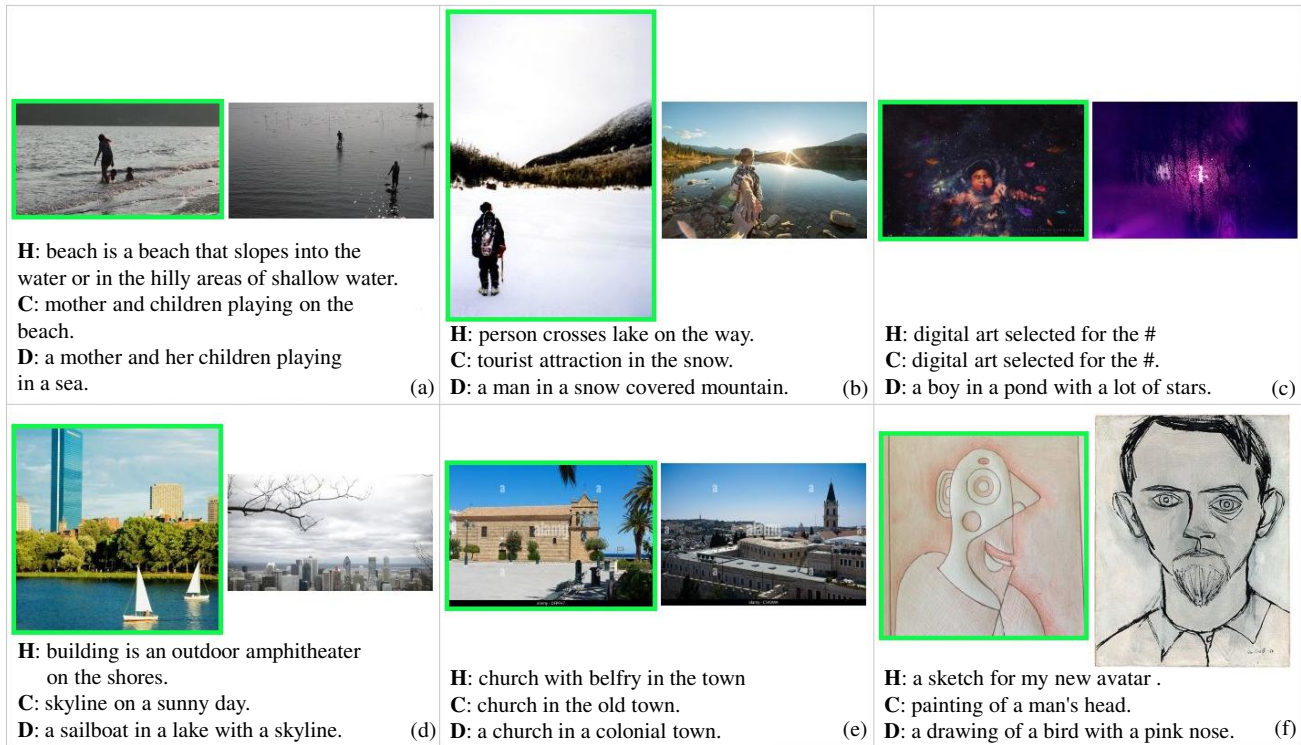 H: beach is a beach that slopes into the
water or in the hilly areas of shallow water.
C: mother and children playing on the
beach.
D: a mother and her children playing
in a sea.
(a)
H: person crosses lake on the way.
C: tourist attraction in the snow.
D: a man in a snow covered mountain.
(b)
H: digital art selected for the #
C: digital art selected for the #.
D: a boy in a pond with a lot of stars.
(c)
H: building is an outdoor amphitheater
on the shores.
C: skyline on a sunny day.
D: a sailboat in a lake with a skyline.
(d)
a
a
alamy
a
a
a
alamy
H: church with belfry in the town
C: church in the old town.
D: a church in a colonial town.
(e)
H: a sketch for my new avatar .
C: painting of a man's head.
D: a drawing of a bird with a pink nose.
(f)